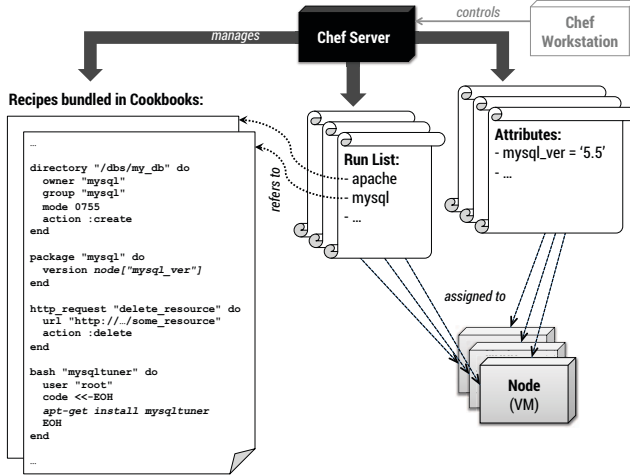 controls
manages
Chef Server
Chef
Workstation
Recipes bundled in Cookbooks:
…
directory "/dbs/my_db" do
owner "mysql"
group "mysql"
mode 0755
action :create
end
package "mysql" do
version node["mysql_ver"]
end
http_request "delete_resource" do
url "http://…/some_resource"
action :delete
end
bash "mysqltuner" do
user "root"
code <<-EOH
apt-get install mysqltuner
EOH
end
…
refers to
Run List:
- apache
- mysql
- ...
Attributes:
- mysql_ver = ‘5.5’
- ...
assigned to
Node
(VM)